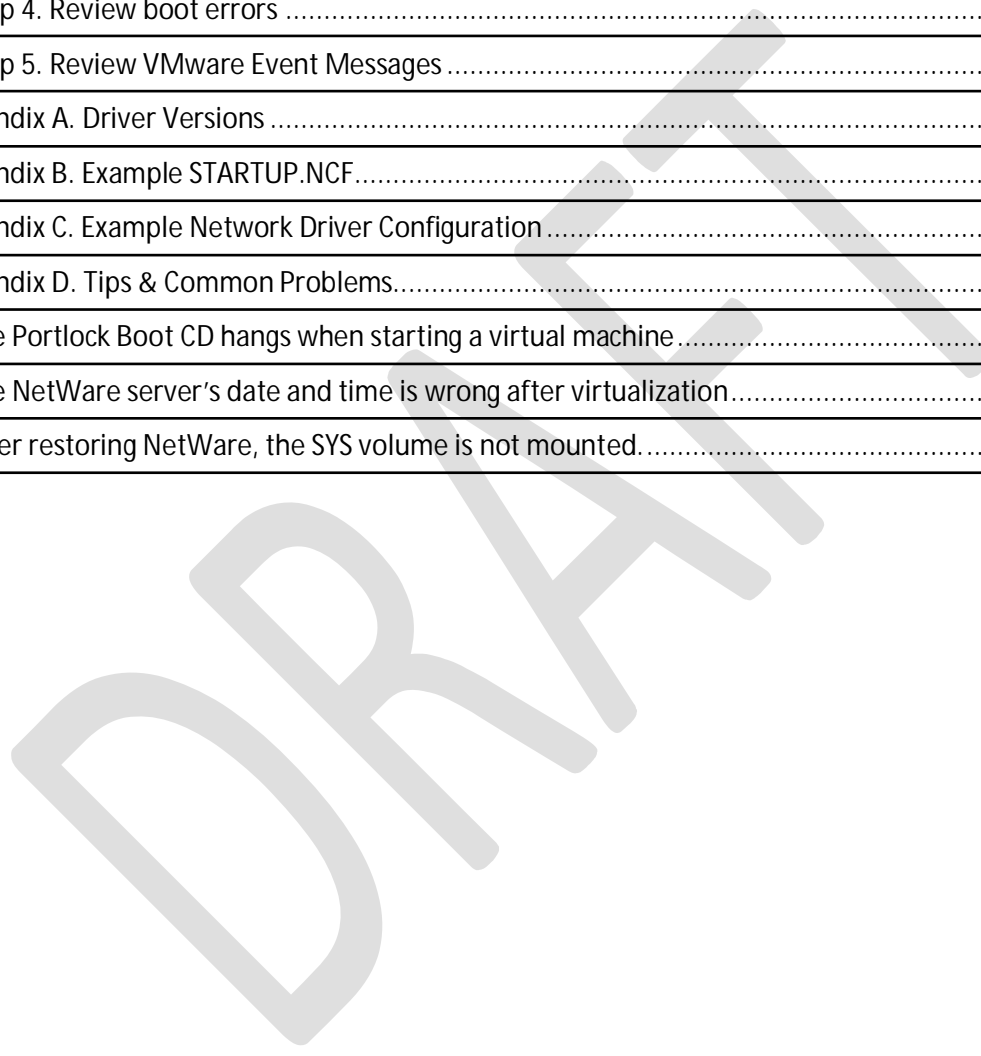 p 4. Review boot errors
p 5. Review VMware Event Messages
ndix A. Driver Versions
ndix B. Example STARTUP.NCF
ndix C. Example Network Driver Configuration
ndix D. Tips & Common Problems
e Portlock Boot CD hangs when starting a virtual machine
e NetWare server's date and time is wrong after virtualization
er restoring NetWare, the SYS volume is not mounted.
DRAFT